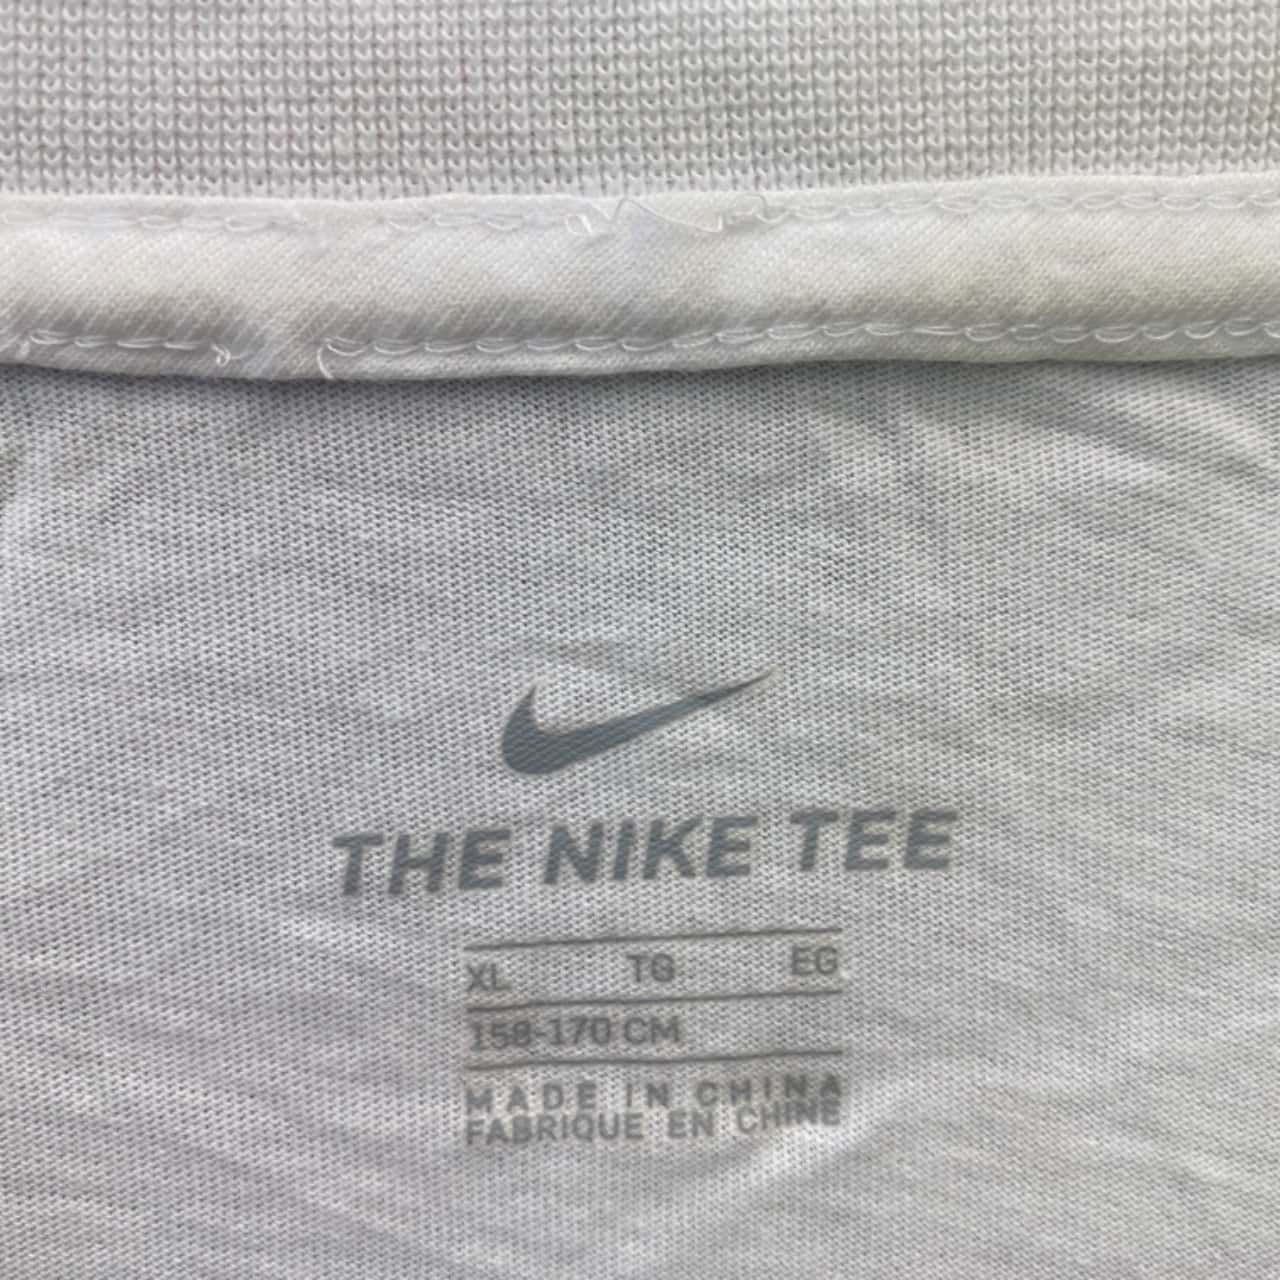 THE NIKE TEE
XL TG EG
158-170 CM
MADE IN CHINA
FABRIQUE EN CHINE